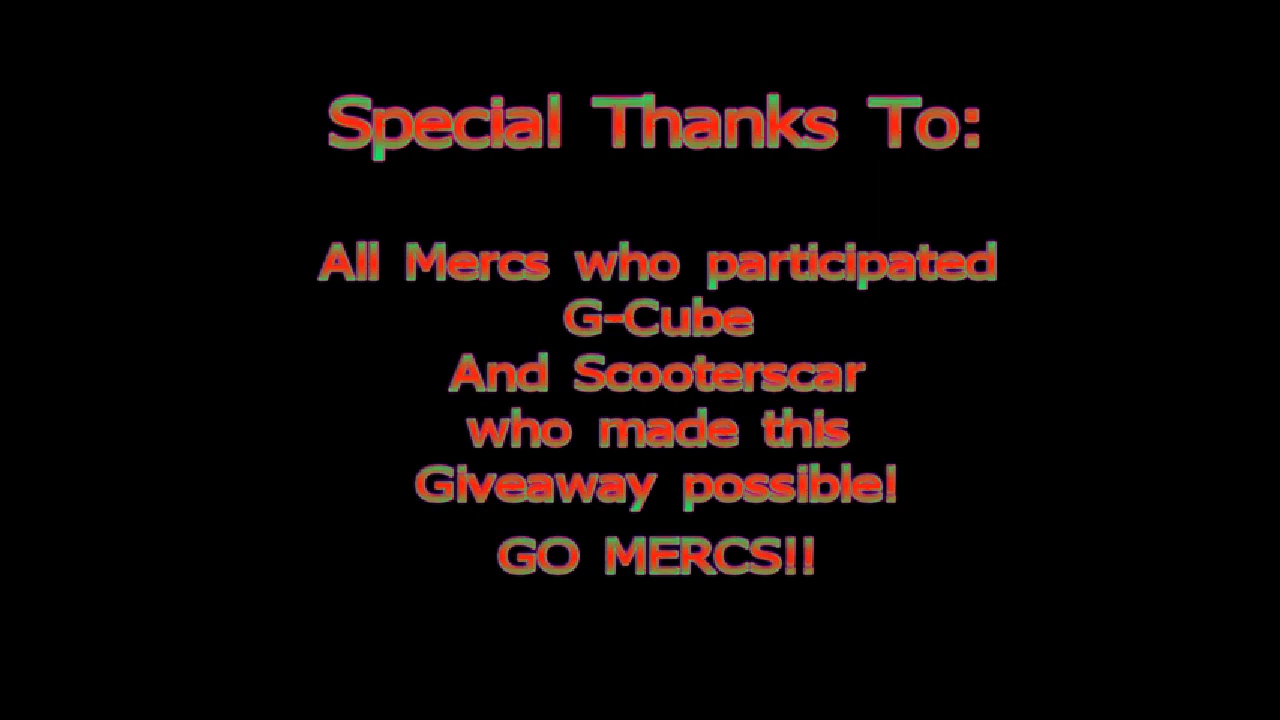 Special Thanks To:
All Mercs who participated
G-Cube
And Scooterscar
who made this
Giveaway possible!
GO MERCS!!